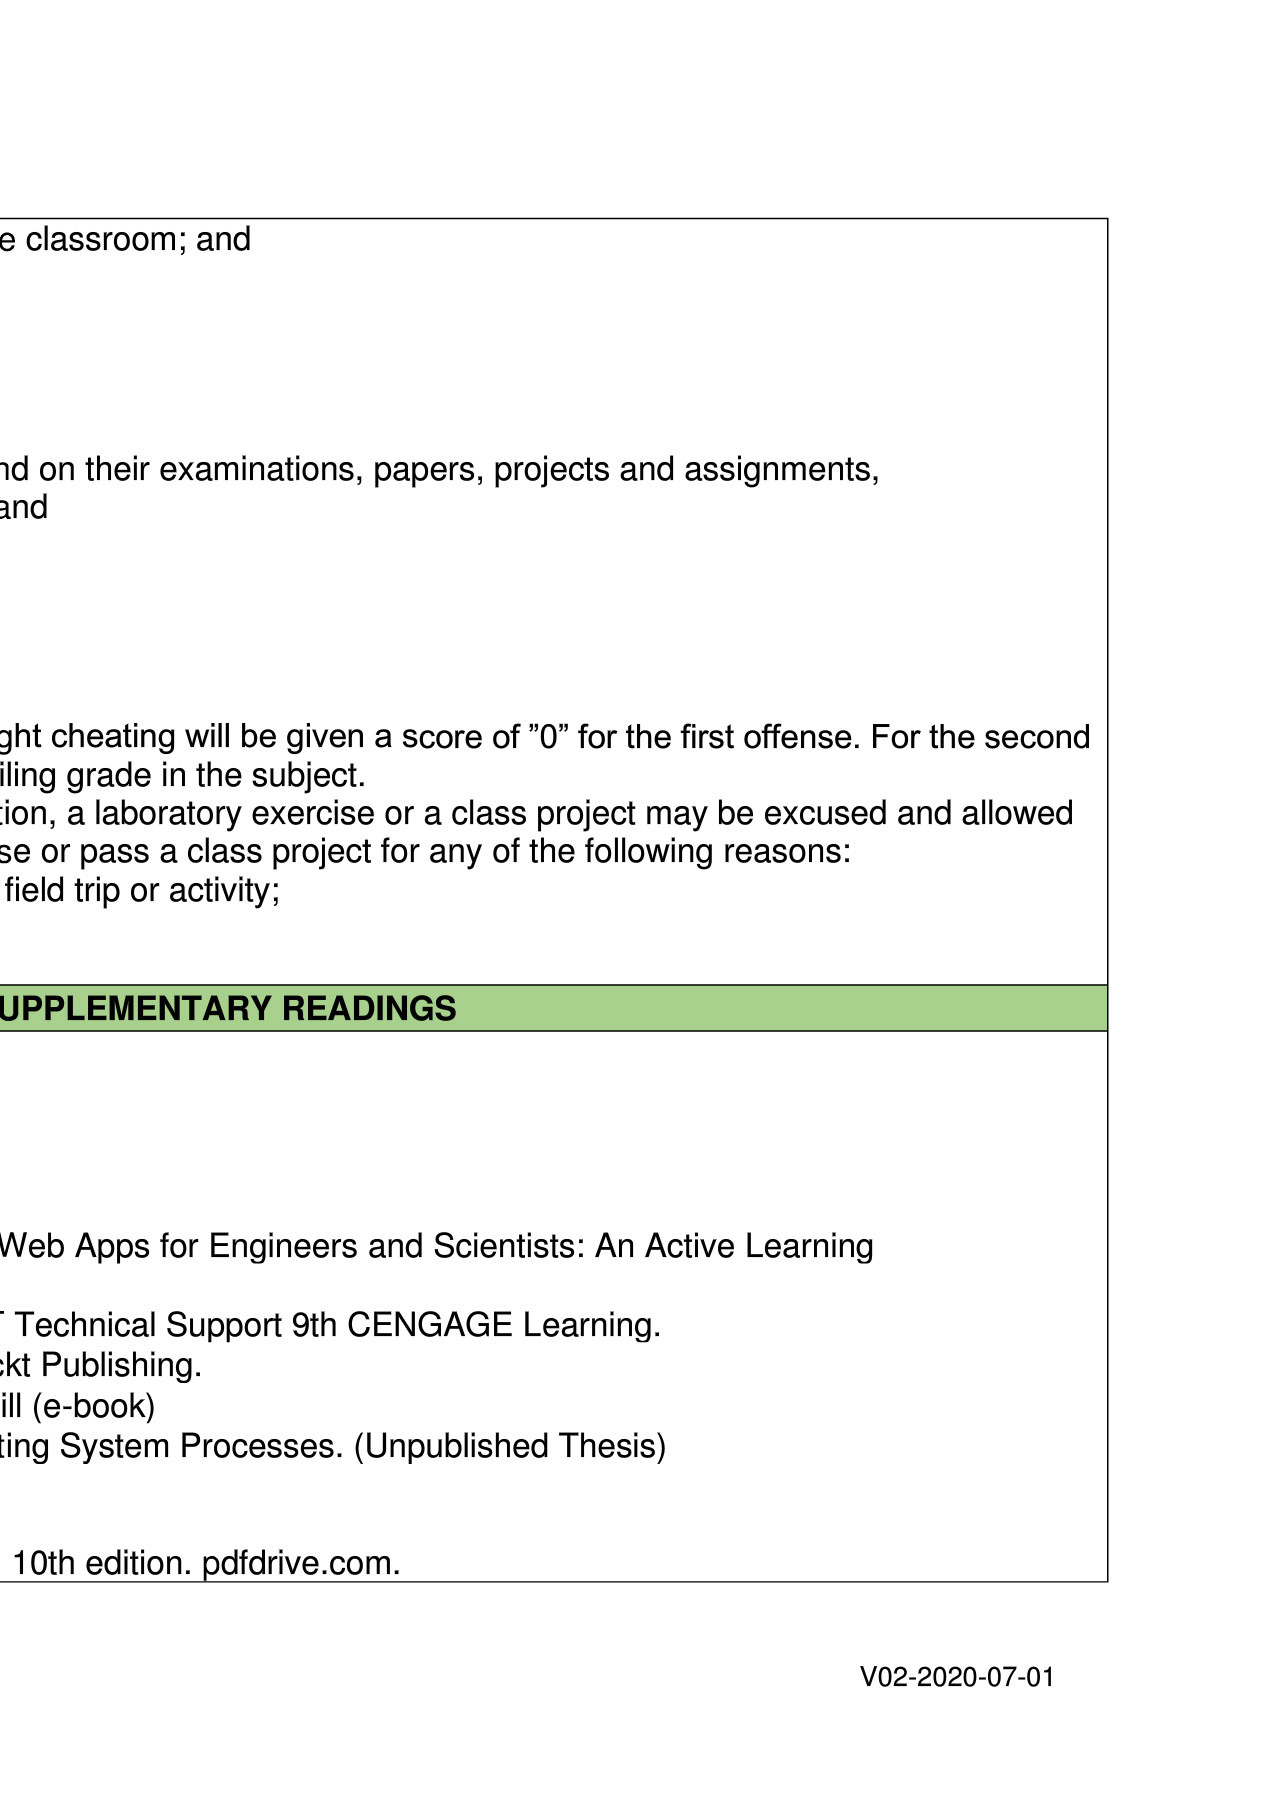 e classroom; and
nd on their examinations, papers, projects and assignments,
and
ght cheating will be given a score of ”0” for the first offense. For the second
iling grade in the subject.
tion, a laboratory exercise or a class project may be excused and allowed
se or pass a class project for any of the following reasons:
field trip or activity;
UPPLEMENTARY READINGS
Web Apps for Engineers and Scientists: An Active Learning
T Technical Support 9th CENGAGE Learning.
ckt Publishing.
ill (e-book)
ting System Processes. (Unpublished Thesis)
10th edition. pdfdrive.com.
V02-2020-07-01